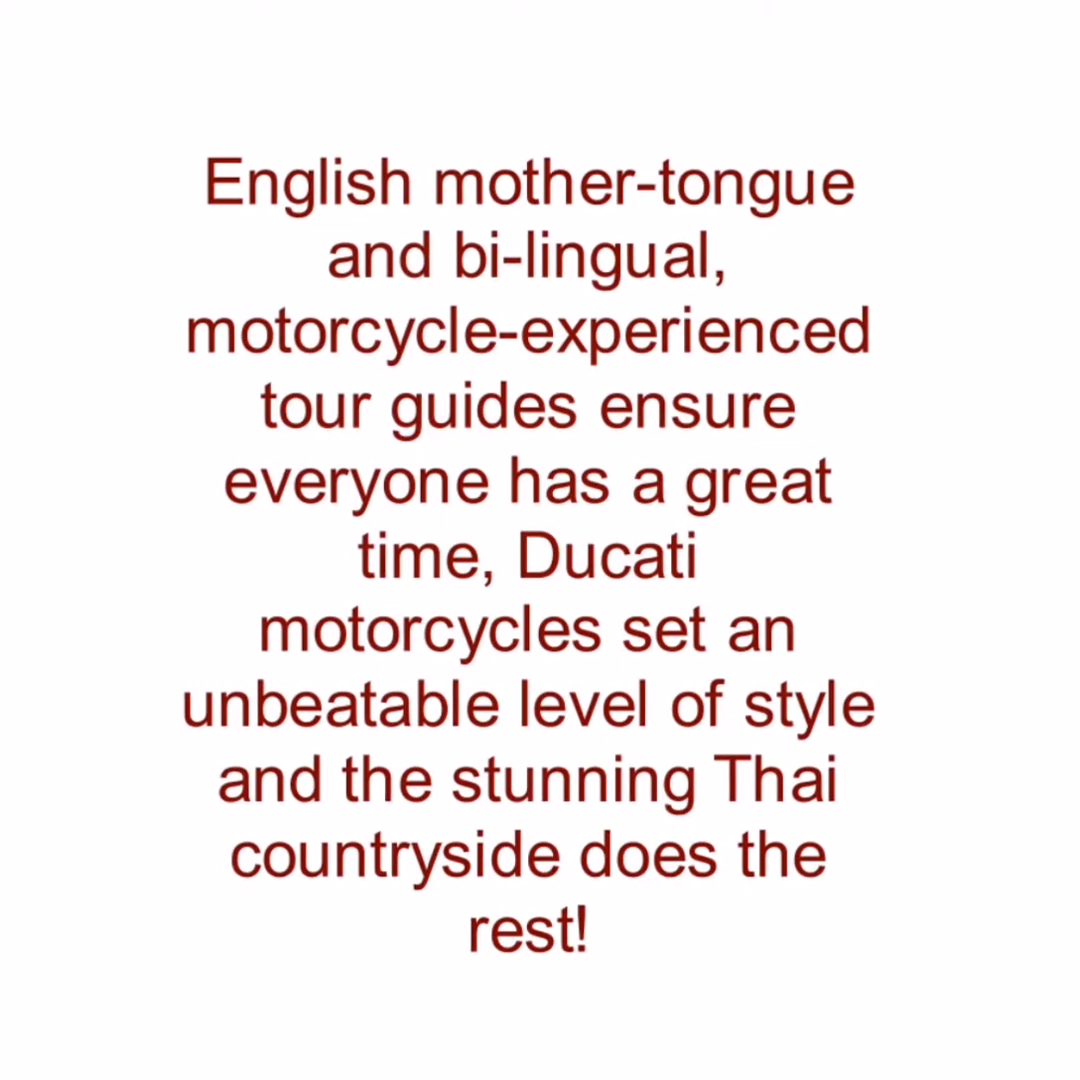 English mother-tongue
and bi-lingual,
motorcycle-experienced
tour guides ensure
everyone has a great
time, Ducati
motorcycles set an
unbeatable level of style
and the stunning Thai
countryside does the
rest!